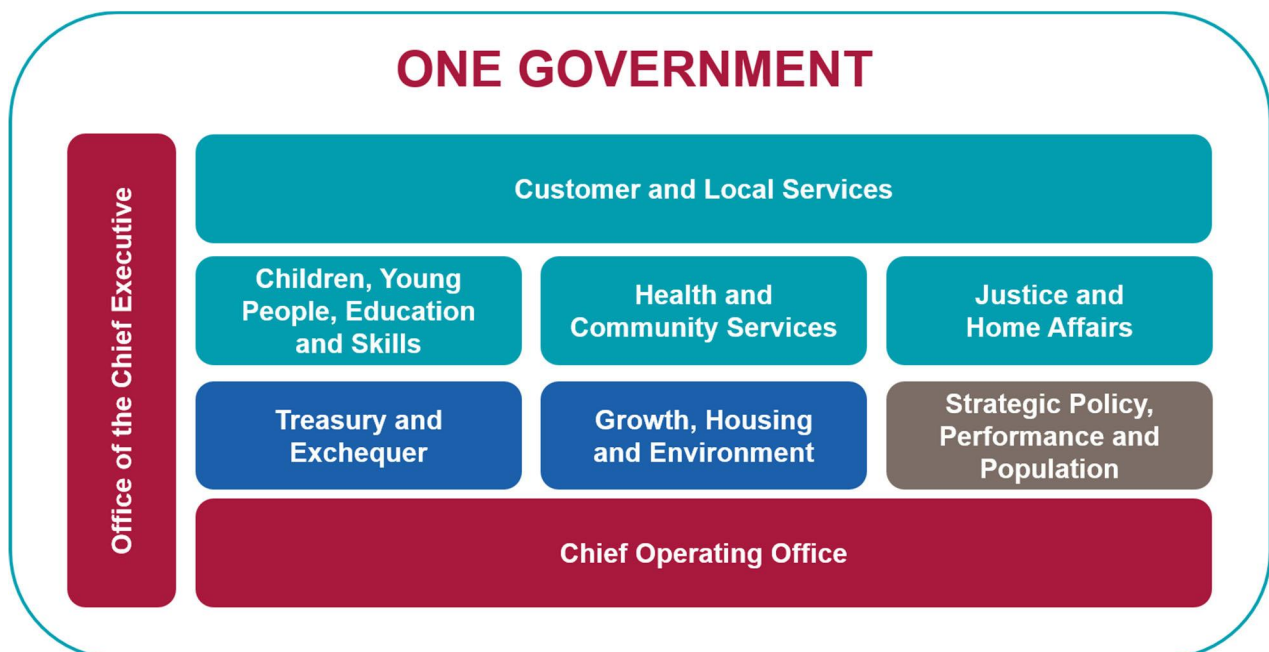 ONE GOVERNMENT
Office of the Chief Executive
Customer and Local Services
Children, Young
People, Education
and Skills
Health and
Community Services
Justice and
Home Affairs
Treasury and
Exchequer
Growth, Housing
and Environment
Strategic Policy,
Performance and
Population
Chief Operating Office